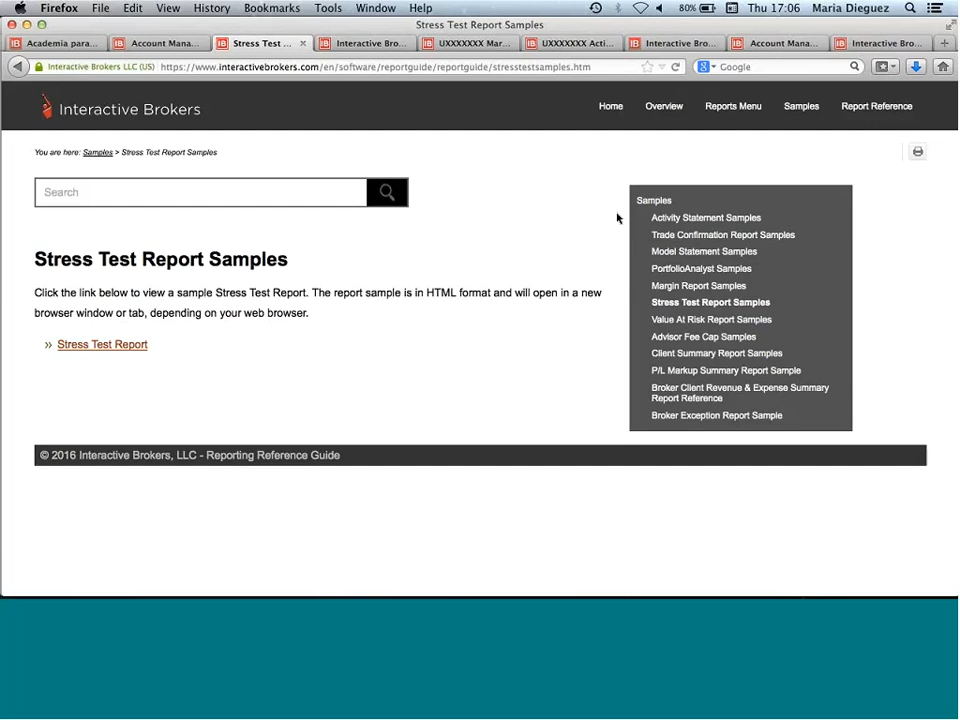 Firefox File Edit View History Bookmarks Tools Window Help 80% Thu 17:06 Maria Dieguez
Stress Test Report Samples
Academia para... Account Mana... Stress Test ... Interactive Bro... UXXXXXXX Mar... UXXXXXXX Acti... Interactive Bro... Account Mana... Interactive Bro...
Interactive Brokers LLC (US) https://www.interactivebrokers.com/en/software/reportguide/reportguide/stresstestsamples.htm Google
Interactive Brokers
Home Overview Reports Menu Samples Report Reference
You are here: Samples > Stress Test Report Samples
Search
Stress Test Report Samples
Click the link below to view a sample Stress Test Report. The report sample is in HTML format and will open in a new
browser window or tab, depending on your web browser.
» Stress Test Report
Samples
Activity Statement Samples
Trade Confirmation Report Samples
Model Statement Samples
PortfolioAnalyst Samples
Margin Report Samples
Stress Test Report Samples
Value At Risk Report Samples
Advisor Fee Cap Samples
Client Summary Report Samples
P/L Markup Summary Report Sample
Broker Client Revenue & Expense Summary
Report Reference
Broker Exception Report Sample
© 2016 Interactive Brokers, LLC - Reporting Reference Guide